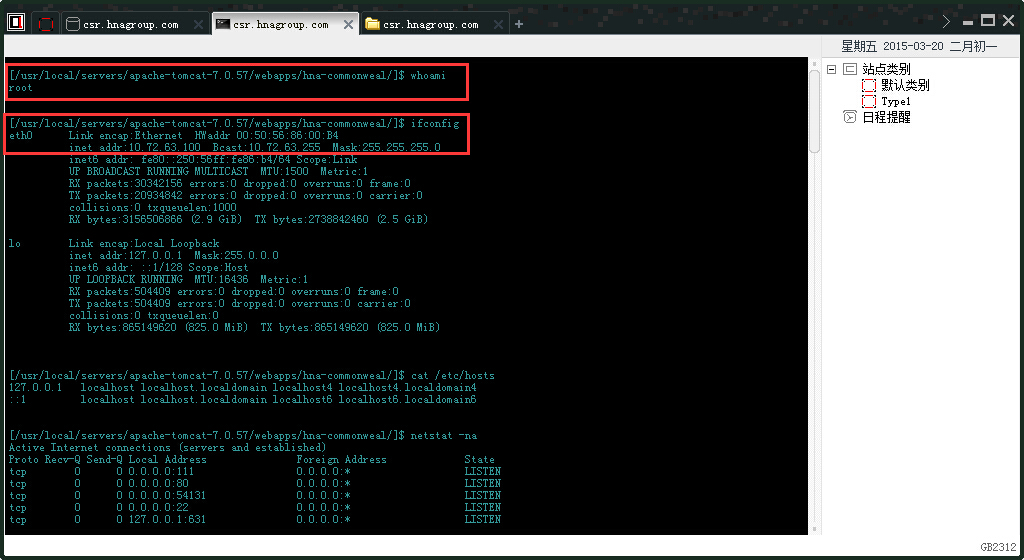 csr.hnagroup.com
csr.hnagroup.com
csr.hnagroup.com
星期五 2015-03-20 二月初一
站点类别
默认类别
Type1
日程提醒
[/usr/local/servers/apache-tomcat-7.0.57/webapps/hna-commonweal/]$ whoami
root
[/usr/local/servers/apache-tomcat-7.0.57/webapps/hna-commonweal/]$ ifconfig
eth0      Link encap:Ethernet  HWaddr 00:50:56:86:00:B4
inet addr:10.72.63.100  Bcast:10.72.63.255  Mask:255.255.255.0
inet6 addr: fe80::250:56ff:fe86:b4/64 Scope:Link
UP BROADCAST RUNNING MULTICAST  MTU:1500  Metric:1
RX packets:30342156 errors:0 dropped:0 overruns:0 frame:0
TX packets:20934842 errors:0 dropped:0 overruns:0 carrier:0
collisions:0 txqueuelen:1000
RX bytes:3156506866 (2.9 GiB)  TX bytes:2738842460 (2.5 GiB)
lo        Link encap:Local Loopback
inet addr:127.0.0.1  Mask:255.0.0.0
inet6 addr: ::1/128 Scope:Host
UP LOOPBACK RUNNING  MTU:16436  Metric:1
RX packets:504409 errors:0 dropped:0 overruns:0 frame:0
TX packets:504409 errors:0 dropped:0 overruns:0 carrier:0
collisions:0 txqueuelen:0
RX bytes:865149620 (825.0 MiB)  TX bytes:865149620 (825.0 MiB)
[/usr/local/servers/apache-tomcat-7.0.57/webapps/hna-commonweal/]$ cat /etc/hosts
127.0.0.1   localhost localhost.localdomain localhost4 localhost4.localdomain4
::1         localhost localhost.localdomain localhost6 localhost6.localdomain6
[/usr/local/servers/apache-tomcat-7.0.57/webapps/hna-commonweal/]$ netstat -na
Active Internet connections (servers and established)
Proto Recv-Q Send-Q Local Address               Foreign Address             State
tcp        0      0 0.0.0.0:111                 0.0.0.0:*                   LISTEN
tcp        0      0 0.0.0.0:80                  0.0.0.0:*                   LISTEN
tcp        0      0 0.0.0.0:54131               0.0.0.0:*                   LISTEN
tcp        0      0 0.0.0.0:22                  0.0.0.0:*                   LISTEN
tcp        0      0 127.0.0.1:631               0.0.0.0:*                   LISTEN
GB2312